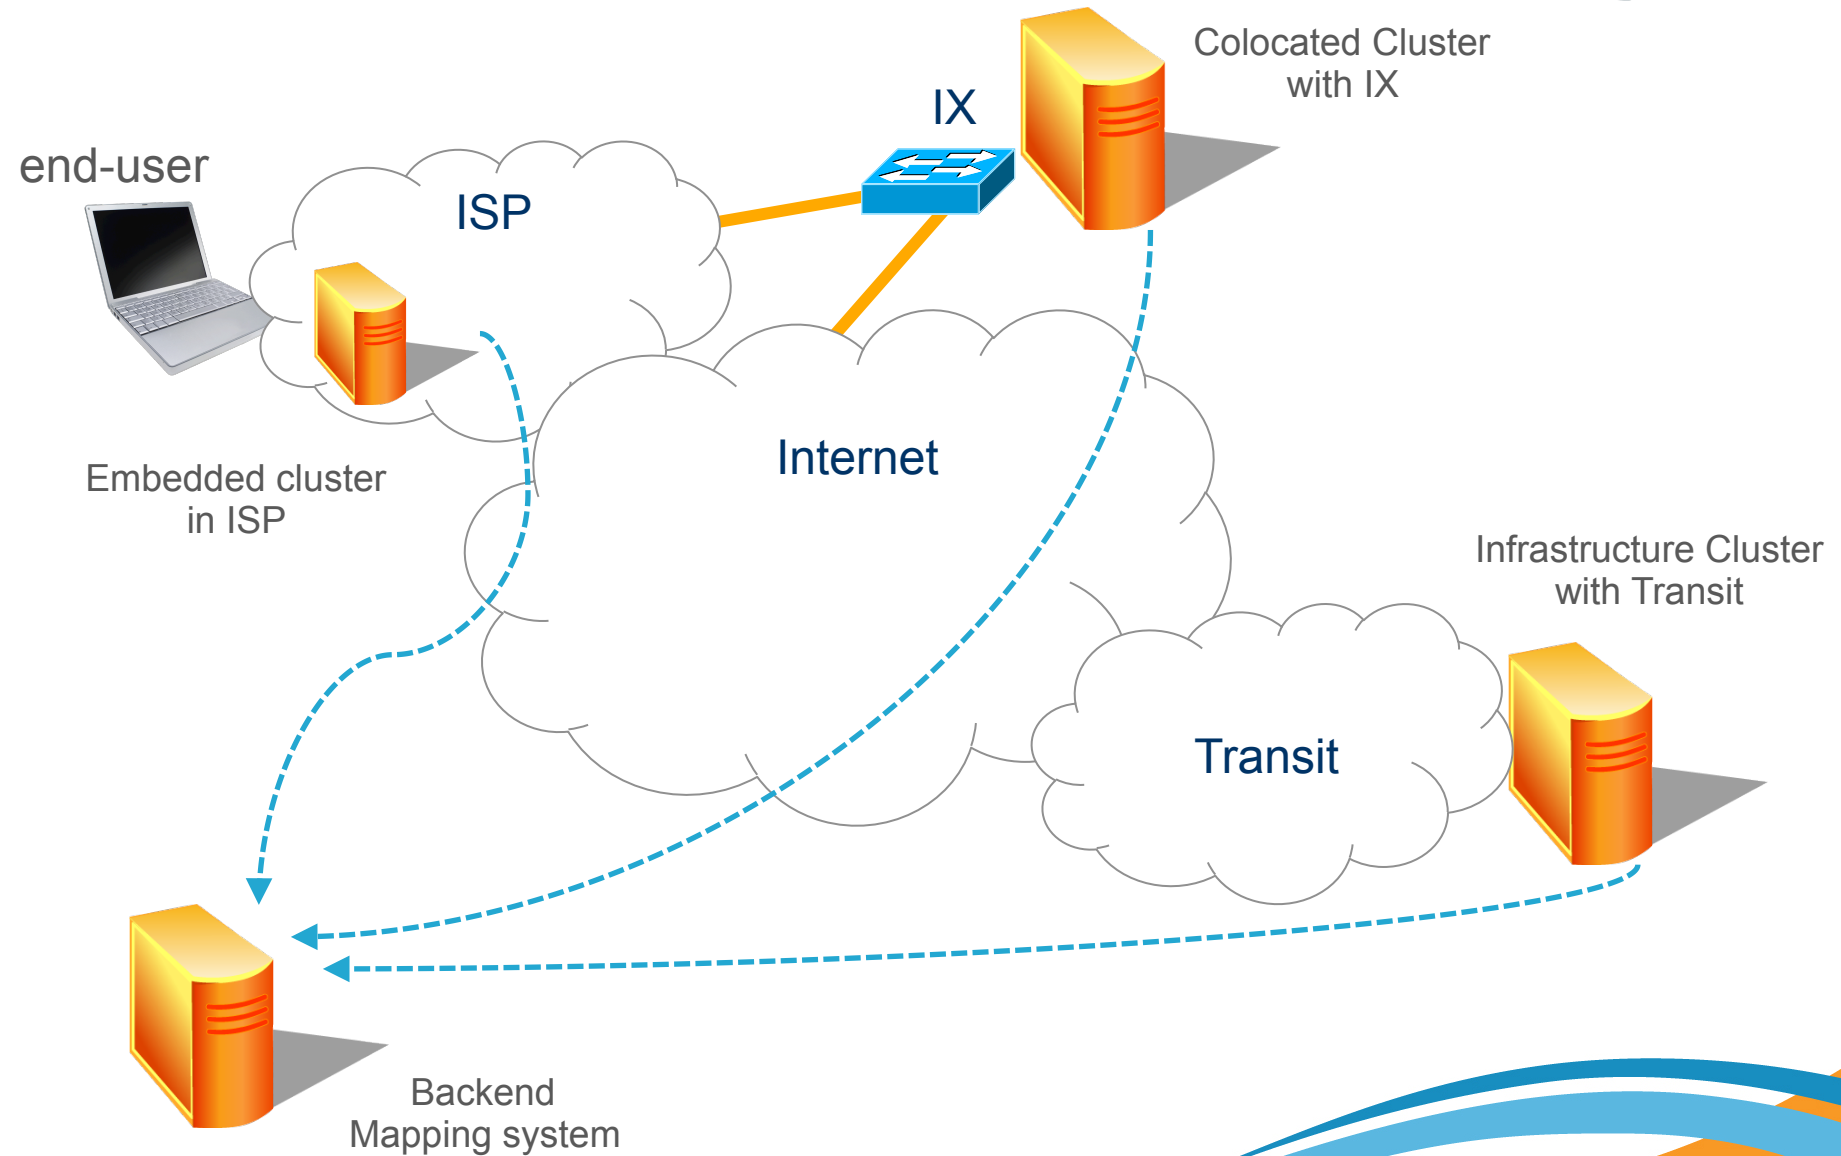 Colocated Cluster
with IX
IX
end-user
ISP
Internet
Embedded cluster
in ISP
Infrastructure Cluster
with Transit
Transit
Backend
Mapping system